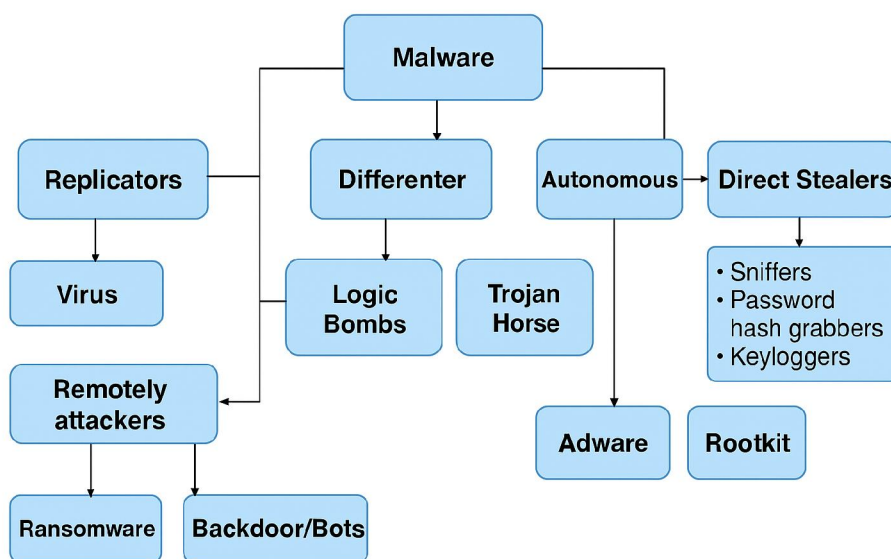 Malware
Replicators
Differenter
Autonomous
Direct Stealers
Virus
Logic
Bombs
Trojan
Horse
• Sniffers
• Password
hash grabbers
• Keyloggers
Remotely
attackers
Adware
Rootkit
Ransomware
Backdoor/Bots